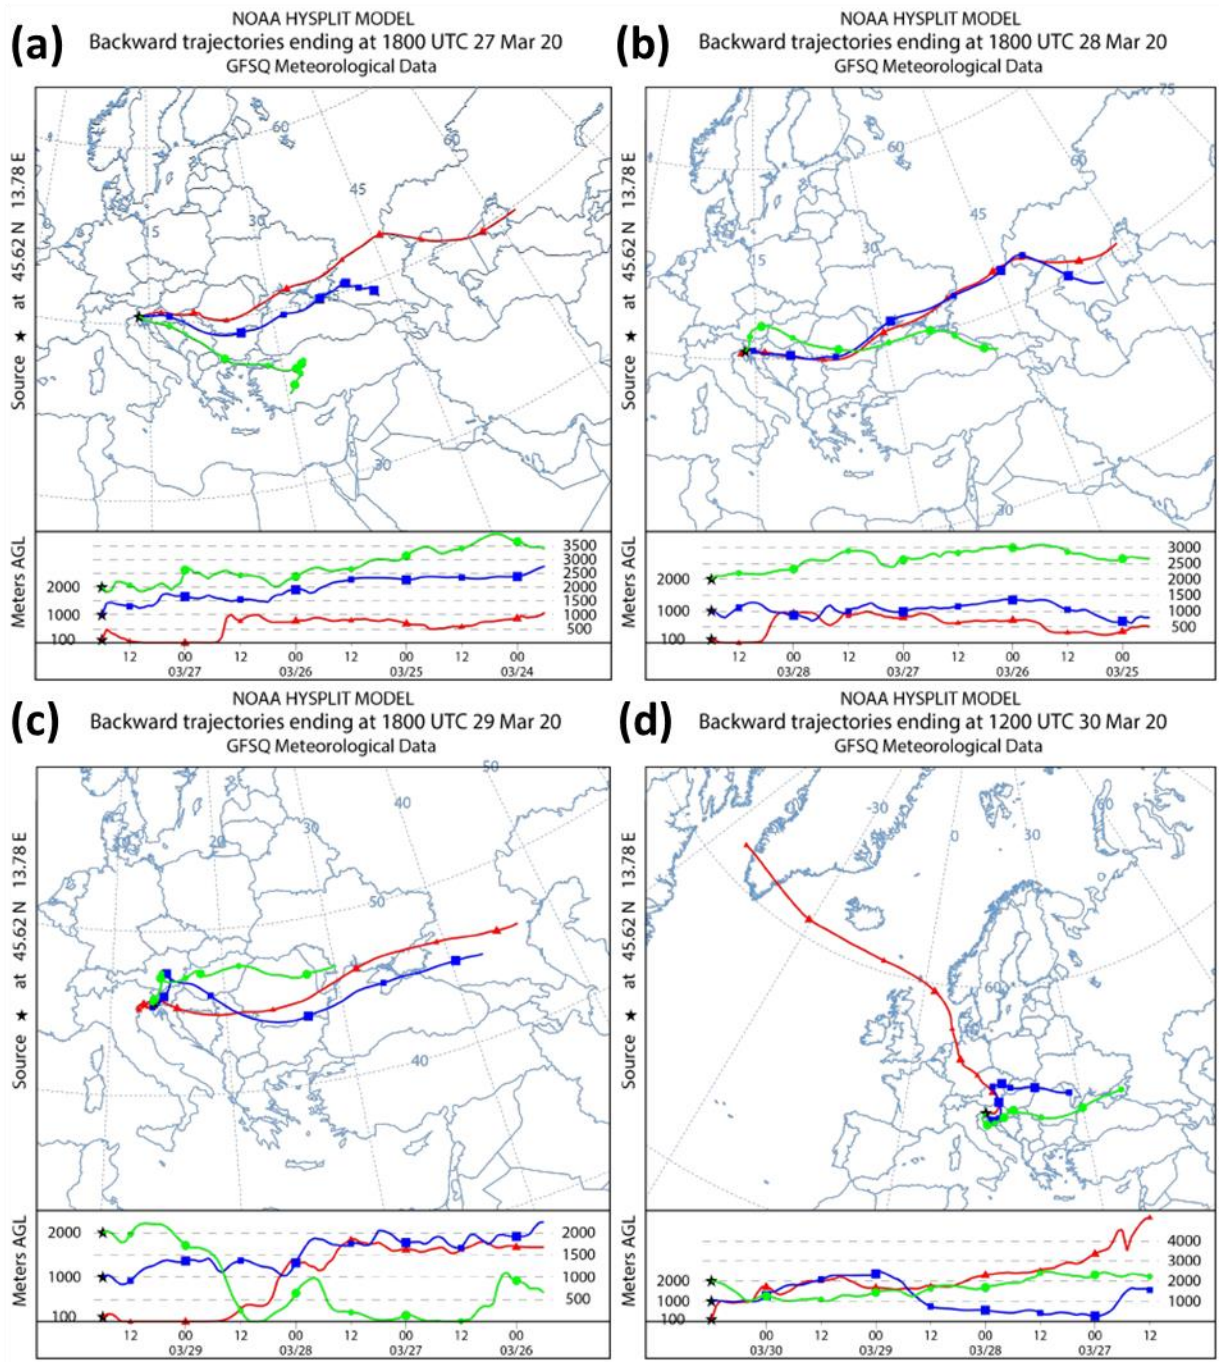 (a)
NOAA HYSPLIT MODEL
Backward trajectories ending at 1800 UTC 27 Mar 20
GFSQ Meteorological Data
Source ★ at 45.62 N 13.78 E
60
60
45
30
15
30
Meters AGL
2000
1000
100
3500
3000
2500
2000
1500
1000
500
12 00 12 00 12 00 12 00
03/27 03/26 03/25 03/24
(b)
NOAA HYSPLIT MODEL
Backward trajectories ending at 1800 UTC 28 Mar 20
GFSQ Meteorological Data
Source ★ at 45.62 N 13.78 E
75
60
60
45
30
15
30
Meters AGL
2000
1000
100
3000
2500
2000
1500
1000
500
12 00 12 00 12 00 12 00
03/28 03/27 03/26 03/25
(c)
NOAA HYSPLIT MODEL
Backward trajectories ending at 1800 UTC 29 Mar 20
GFSQ Meteorological Data
Source ★ at 45.62 N 13.78 E
50
40
30
20
50
40
Meters AGL
2000
1000
100
2000
1500
1000
500
12 00 12 00 12 00 12 00
03/29 03/28 03/27 03/26
(d)
NOAA HYSPLIT MODEL
Backward trajectories ending at 1200 UTC 30 Mar 20
GFSQ Meteorological Data
Source ★ at 45.62 N 13.78 E
-30
0
30
60
60
Meters AGL
2000
1000
100
4000
3000
2000
1000
00 12 00 12 00 12 00 12
03/30 03/29 03/28 03/27